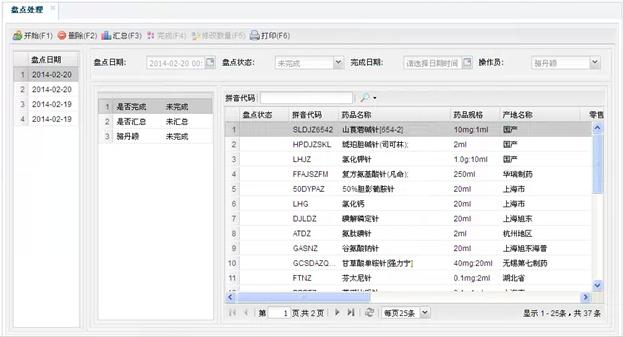 盘点处理
开始(F1) 删除(F2) 汇总(F3) 完成(F4) 修改数量(F5) 打印(F6)
盘点日期
1 2014-02-20
2 2014-02-20
3 2014-02-19
4 2014-02-19
盘点日期: 2014-02-20 00: 盘点状态: 未完成 完成日期: 请选择日期时间 操作员: 骆丹颖
1 是否完成 未完成
2 是否汇总 未汇总
3 骆丹颖 未完成
拼音代码
盘点状态 拼音代码 药品名称 药品规格 产地名称 零售
1 SLDJZ6542 山莨菪碱针[654-2] 10mg:1ml 国产
2 HPDJZSKL 琥珀胆碱针(司可林); 2ml 国产
3 LHJZ 氯化钾针 1.0g:10ml 国产
4 FFAJSZFM 复方氨基酸针(凡命); 250ml 华瑞制药
5 50DYPAZ 50%胆影葡胺针 20ml 上海市
6 LHG 氯化钙 20ml 上海市
7 DJLDZ 碘解磷定针 20ml 上海旭东
8 ATDZ 氨肽碘针 2ml 杭州地区
9 GASNZ 谷氨酸钠针 20ml 上海旭东海普
10 GCSDAZQ... 甘草酸单铵针[强力宁] 40mg:20ml 无锡第七制药
11 FTNZ 芬太尼针 0.1mg:2ml 湖北省
第 1 页,共 2 页 每页25条 显示 1 - 25条，共 37 条